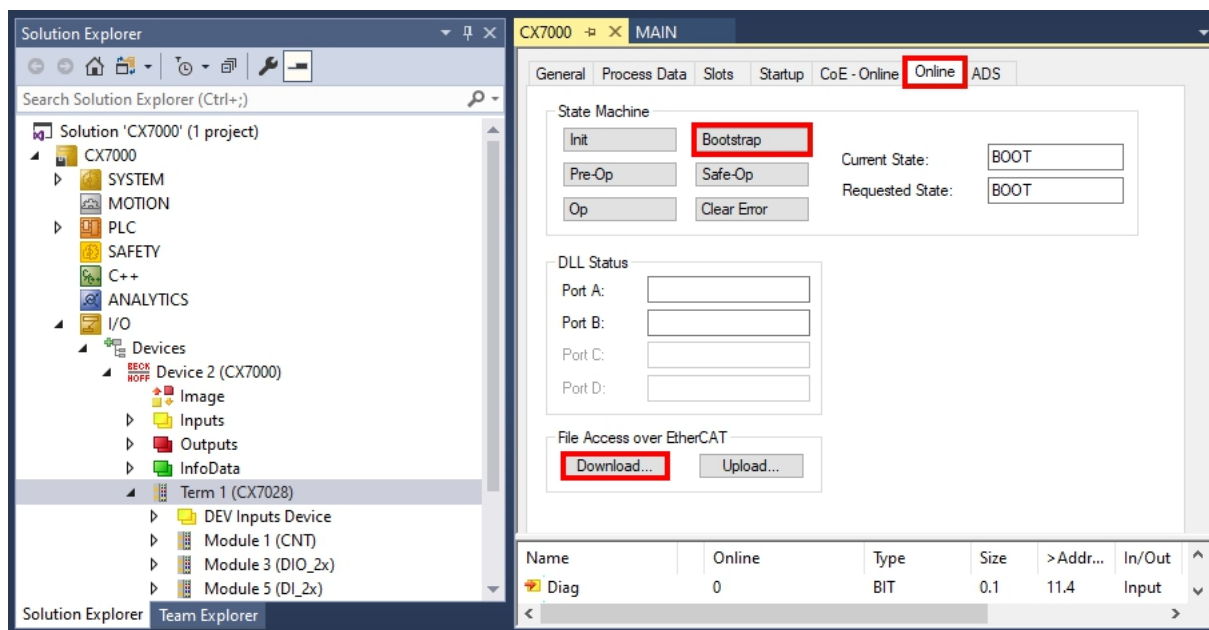 Solution Explorer
Search Solution Explorer (Ctrl+;)
Solution 'CX7000' (1 project)
CX7000
SYSTEM
MOTION
PLC
SAFETY
C++
ANALYTICS
I/O
Devices
BECKHOFF
Device 2 (CX7000)
Image
Inputs
Outputs
InfoData
Term 1 (CX7028)
DEV Inputs Device
Module 1 (CNT)
Module 3 (DIO_2x)
Module 5 (DI_2x)
Solution Explorer Team Explorer
CX7000 MAIN
General Process Data Slots Startup CoE - Online Online ADS
State Machine
Init Bootstrap
Pre-Op Safe-Op
Op Clear Error
Current State: BOOT
Requested State: BOOT
DLL Status
Port A:
Port B:
Port C:
Port D:
File Access over EtherCAT
Download... Upload...
Name Online Type Size >Addr... In/Out
Diag 0 BIT 0.1 11.4 Input